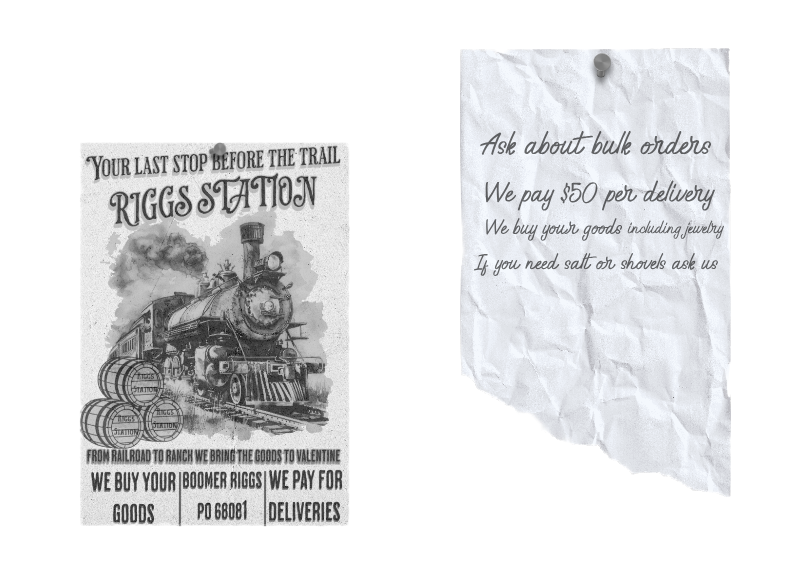 YOUR LAST STOP BEFORE THE TRAIL
RIGGS STATION
RIGGS
STATION
RIGGS
STATION
RIGGS
STATION
FROM RAILROAD TO RANCH WE BRING THE GOODS TO VALENTINE
WE BUY YOUR
GOODS
BOOMER RIGGS
PO 68081
WE PAY FOR
DELIVERIES
Ask about bulk orders
We pay $50 per delivery
We buy your goods including jewelry
If you need salt or shovels ask us